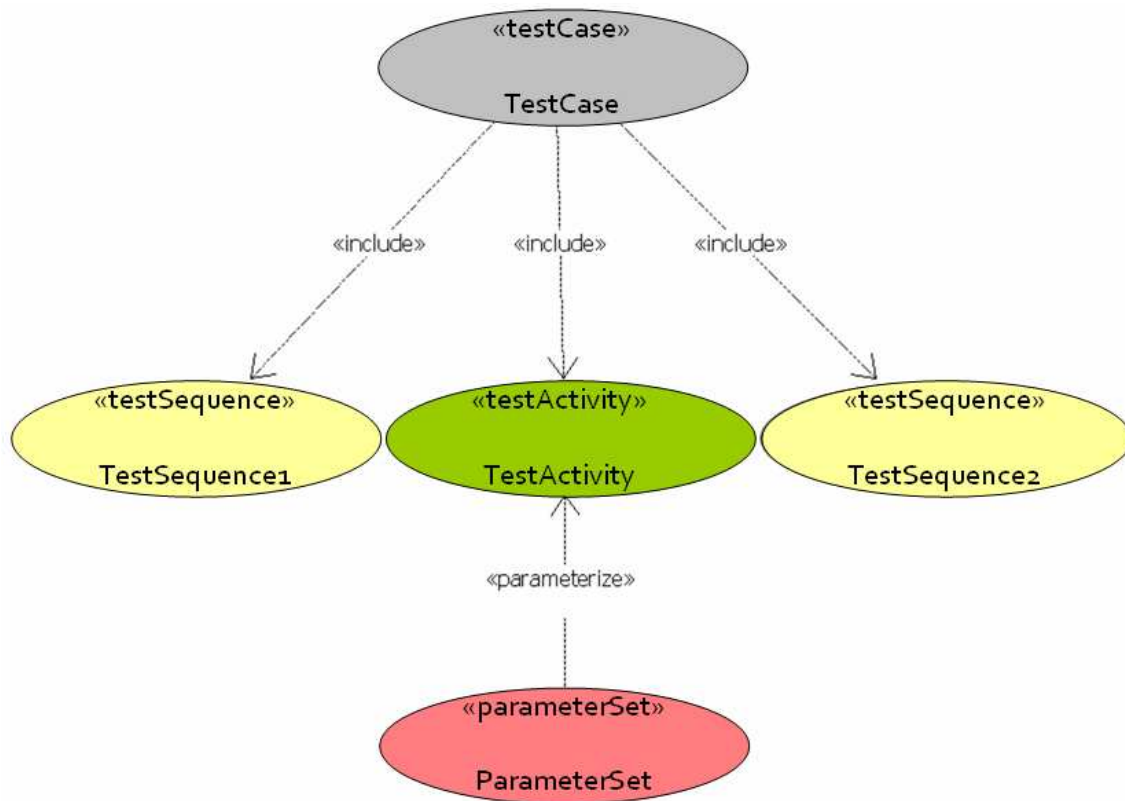 «testCase»
TestCase
«include»
«include»
«include»
«testSequence»
TestSequence1
«testActivity»
TestActivity
«testSequence»
TestSequence2
«parameterize»
«parameterSet»
ParameterSet